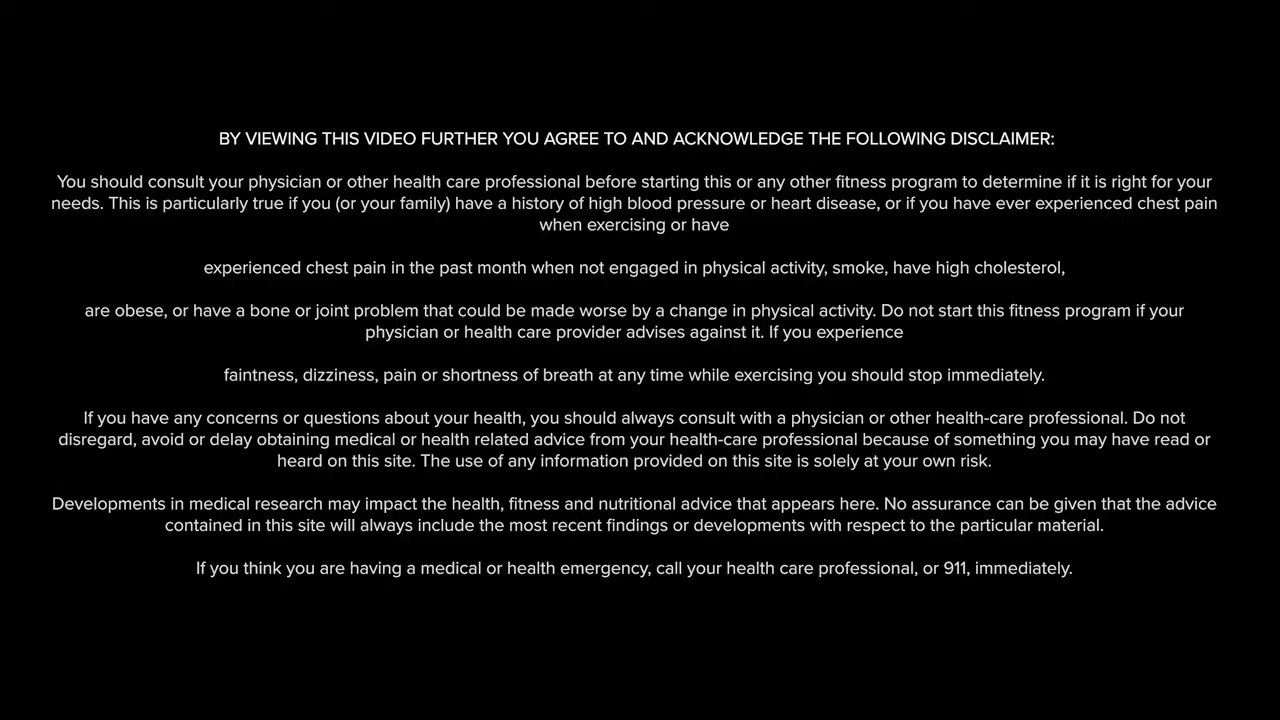 BY VIEWING THIS VIDEO FURTHER YOU AGREE TO AND ACKNOWLEDGE THE FOLLOWING DISCLAIMER:
You should consult your physician or other health care professional before starting this or any other fitness program to determine if it is right for your
needs. This is particularly true if you (or your family) have a history of high blood pressure or heart disease, or if you have ever experienced chest pain
when exercising or have
experienced chest pain in the past month when not engaged in physical activity, smoke, have high cholesterol,
are obese, or have a bone or joint problem that could be made worse by a change in physical activity. Do not start this fitness program if your
physician or health care provider advises against it. If you experience
faintness, dizziness, pain or shortness of breath at any time while exercising you should stop immediately.
If you have any concerns or questions about your health, you should always consult with a physician or other health-care professional. Do not
disregard, avoid or delay obtaining medical or health related advice from your health-care professional because of something you may have read or
heard on this site. The use of any information provided on this site is solely at your own risk.
Developments in medical research may impact the health, fitness and nutritional advice that appears here. No assurance can be given that the advice
contained in this site will always include the most recent findings or developments with respect to the particular material.
If you think you are having a medical or health emergency, call your health care professional, or 911, immediately.